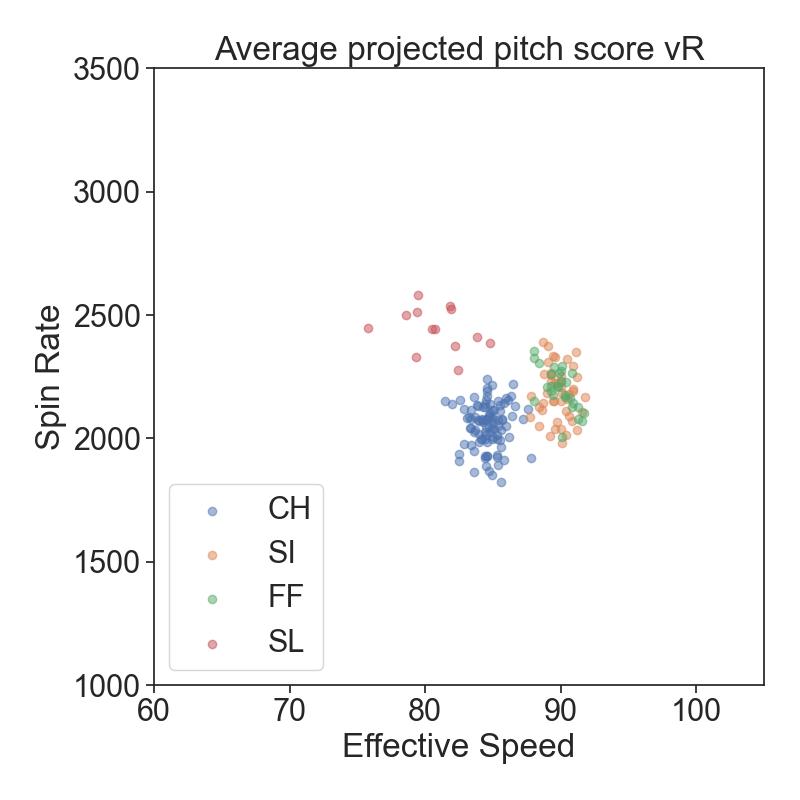 Average projected pitch score vR
3500
3000
2500
2000
1500
1000
Spin Rate
CH
SI
FF
SL
60 70 80 90 100
Effective Speed